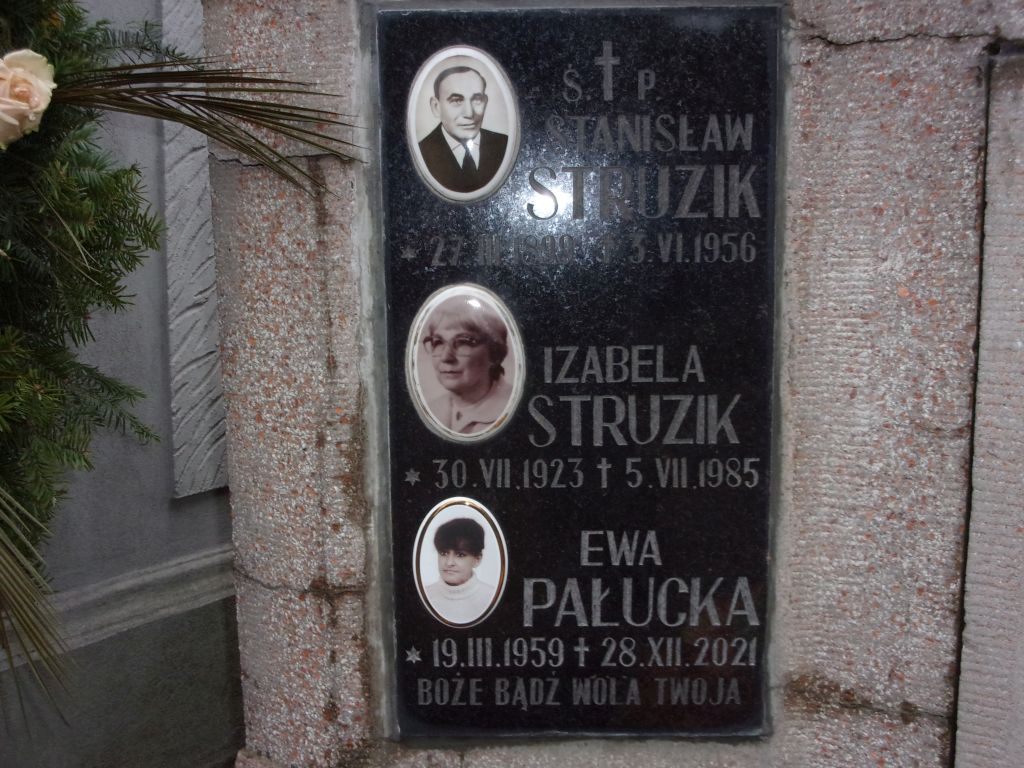 Ś † P
STANISŁAW
STRUZIK
* 27.III.1899 † 3.VI.1956
IZABELA
STRUZIK
* 30.VII.1923 † 5.VII.1985
EWA
PAŁUCKA
* 19.III.1959 † 28.XII.2021
BOŻE BĄDŹ WOLA TWOJA